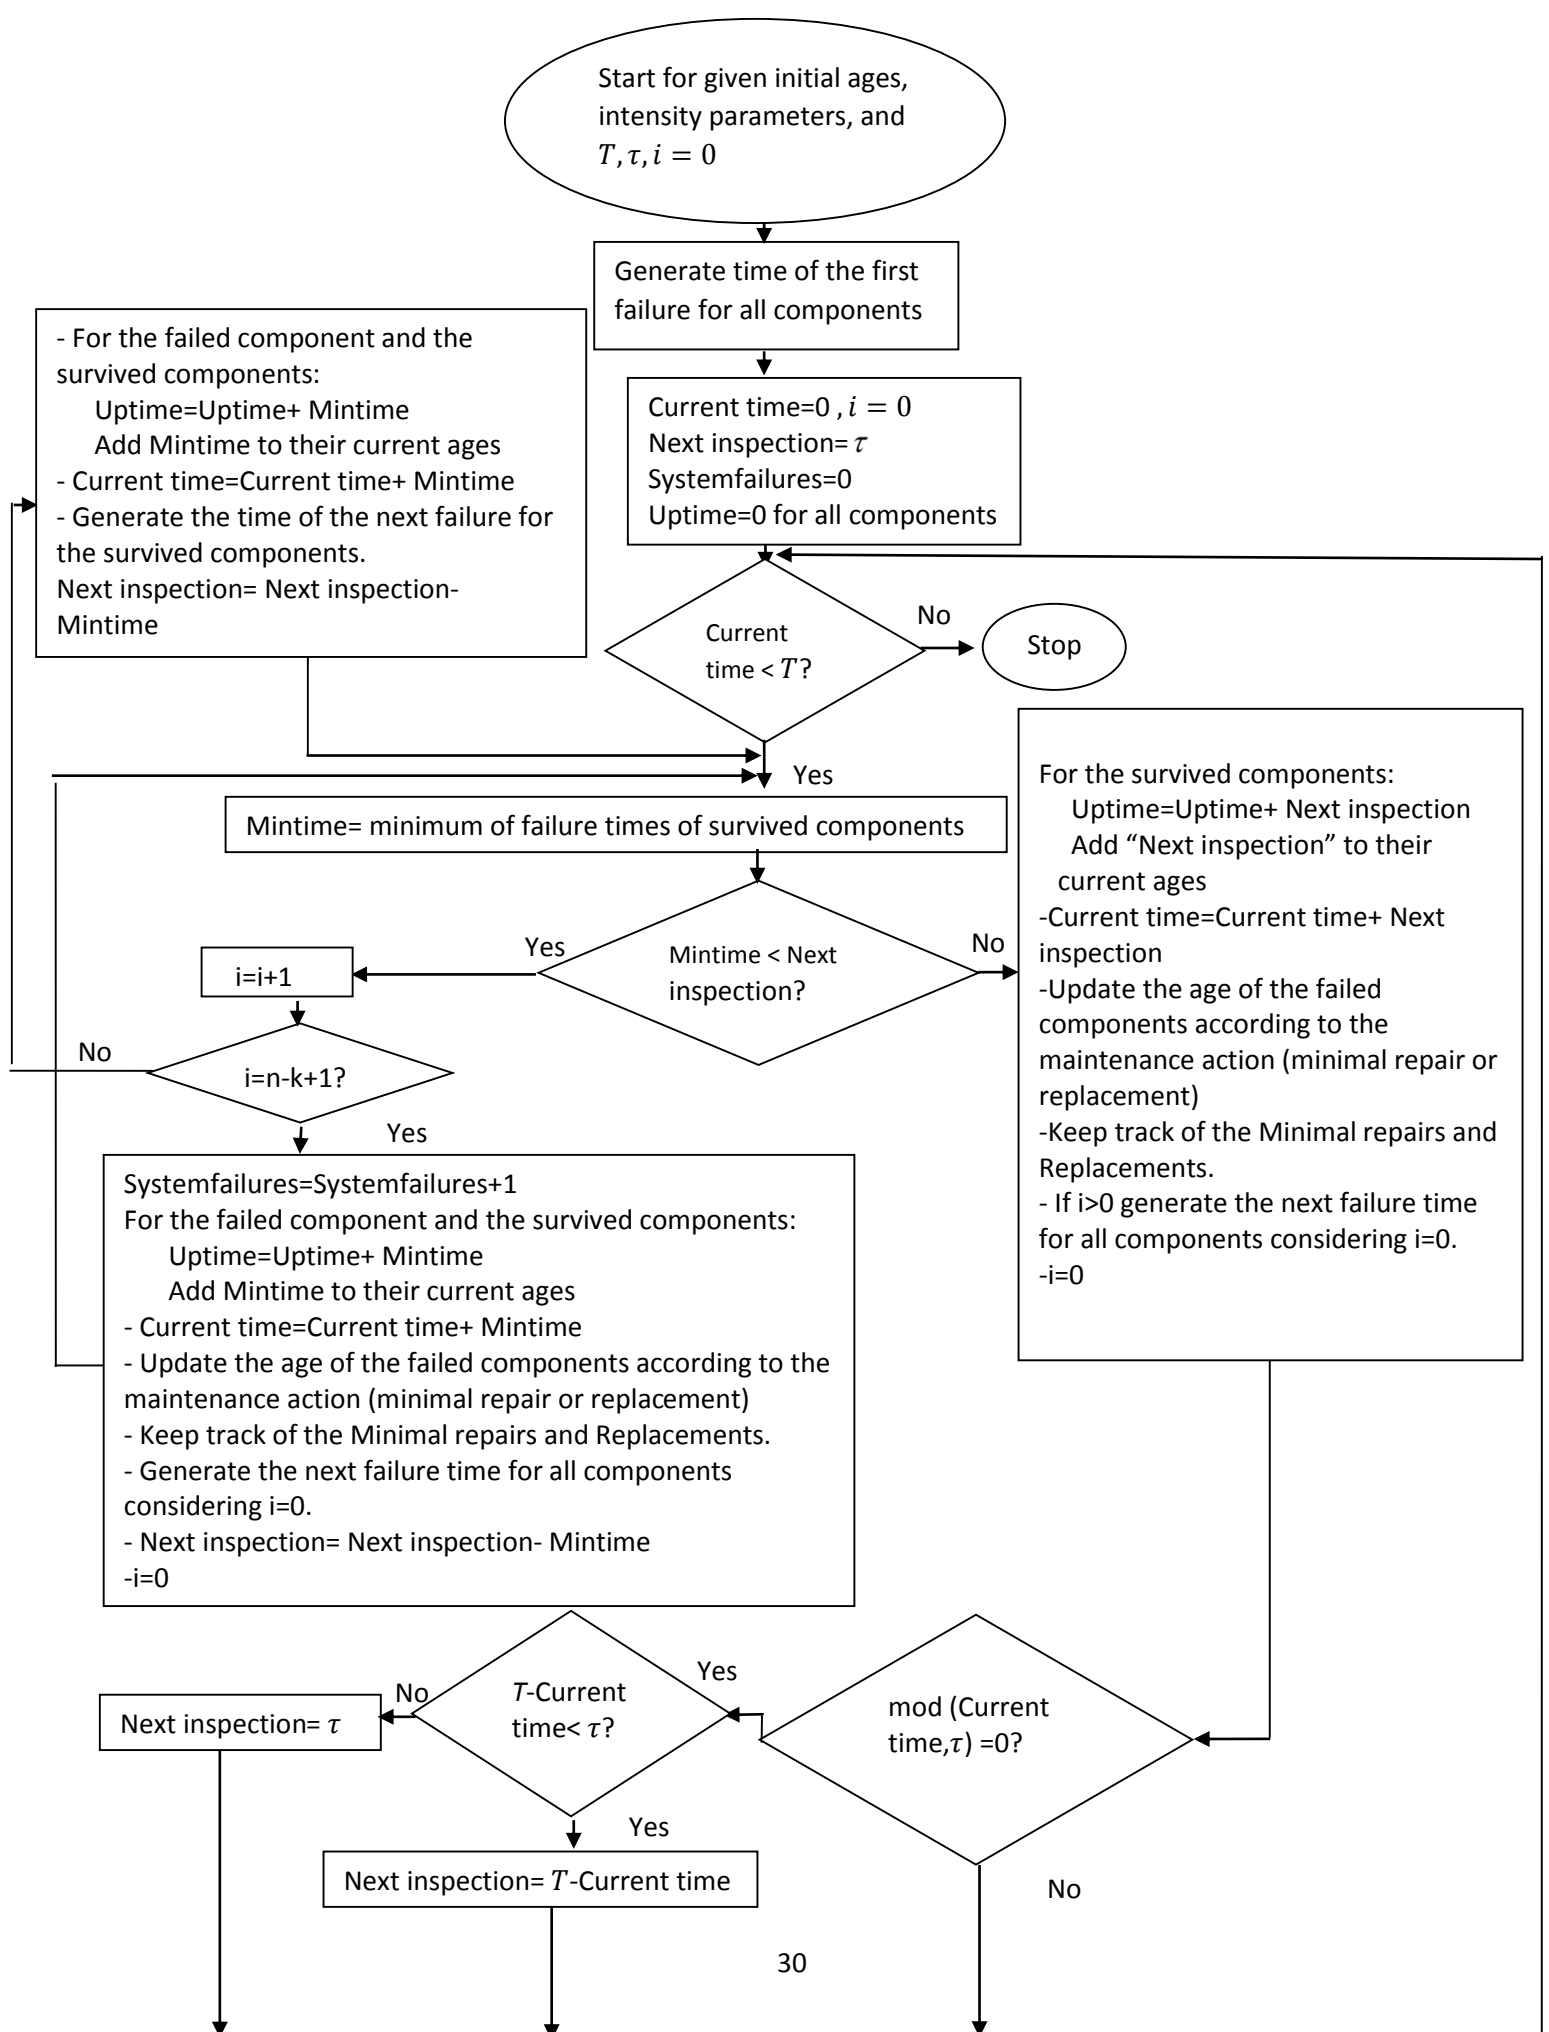 Start for given initial ages,
intensity parameters, and
T, τ, i = 0
Generate time of the first
failure for all components
- For the failed component and the
survived components:
Uptime=Uptime+ Mintime
Add Mintime to their current ages
- Current time=Current time+ Mintime
- Generate the time of the next failure for
the survived components.
Next inspection= Next inspection-
Mintime
Current time=0 , i = 0
Next inspection= τ
Systemfailures=0
Uptime=0 for all components
Current
time < T?
No
Stop
Yes
Mintime= minimum of failure times of survived components
Mintime < Next
inspection?
Yes
No
i=i+1
i=n-k+1?
No
Yes
For the survived components:
Uptime=Uptime+ Next inspection
Add “Next inspection” to their
current ages
-Current time=Current time+ Next
inspection
-Update the age of the failed
components according to the
maintenance action (minimal repair or
replacement)
-Keep track of the Minimal repairs and
Replacements.
- If i>0 generate the next failure time
for all components considering i=0.
-i=0
Systemfailures=Systemfailures+1
For the failed component and the survived components:
Uptime=Uptime+ Mintime
Add Mintime to their current ages
- Current time=Current time+ Mintime
- Update the age of the failed components according to the
maintenance action (minimal repair or replacement)
- Keep track of the Minimal repairs and Replacements.
- Generate the next failure time for all components
considering i=0.
- Next inspection= Next inspection- Mintime
-i=0
mod (Current
time,τ) =0?
Yes
No
T-Current
time< τ?
No
Yes
Next inspection= τ
Next inspection= T-Current time
30